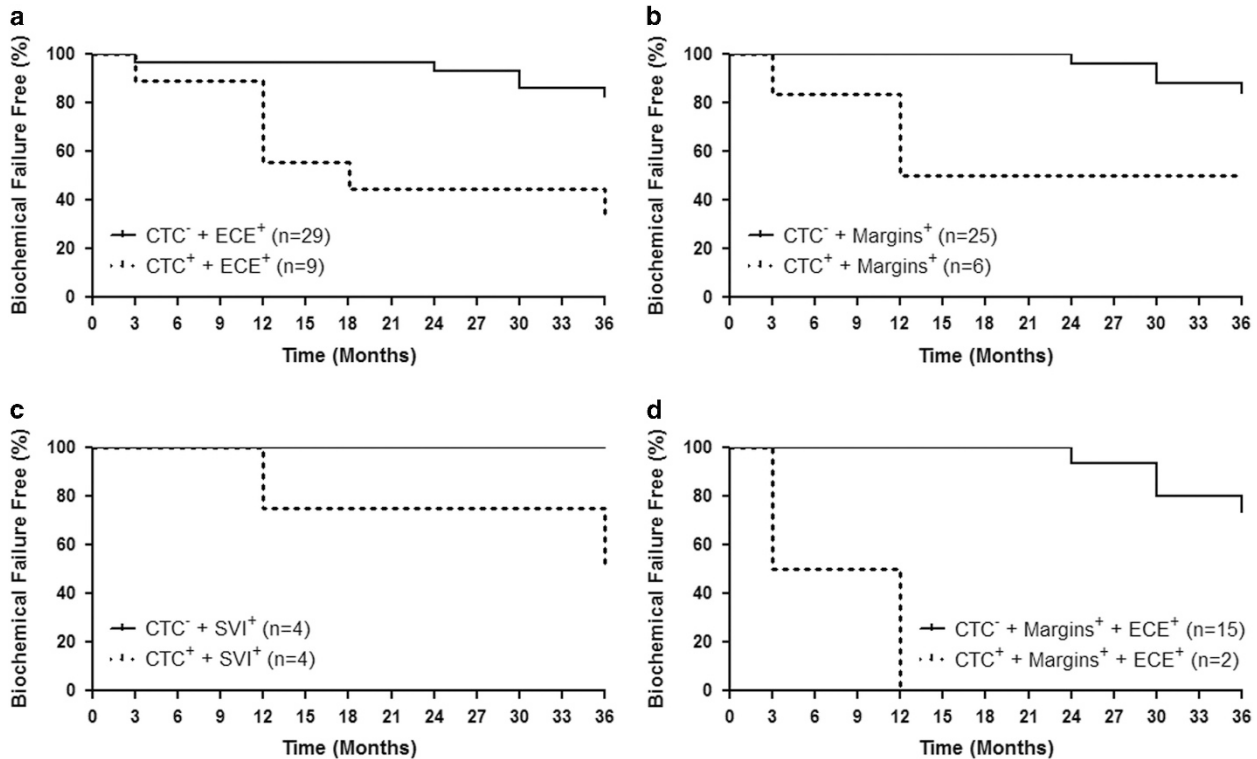 a
Biochemical Failure Free (%)
100
80
60
40
20
0
CTC⁻ + ECE⁺ (n=29)
CTC⁺ + ECE⁺ (n=9)
0 3 6 9 12 15 18 21 24 27 30 33 36
Time (Months)
b
Biochemical Failure Free (%)
100
80
60
40
20
0
CTC⁻ + Margins⁺ (n=25)
CTC⁺ + Margins⁺ (n=6)
0 3 6 9 12 15 18 21 24 27 30 33 36
Time (Months)
c
Biochemical Failure Free (%)
100
80
60
40
20
0
CTC⁻ + SVI⁺ (n=4)
CTC⁺ + SVI⁺ (n=4)
0 3 6 9 12 15 18 21 24 27 30 33 36
Time (Months)
d
Biochemical Failure Free (%)
100
80
60
40
20
0
CTC⁻ + Margins⁺ + ECE⁺ (n=15)
CTC⁺ + Margins⁺ + ECE⁺ (n=2)
0 3 6 9 12 15 18 21 24 27 30 33 36
Time (Months)